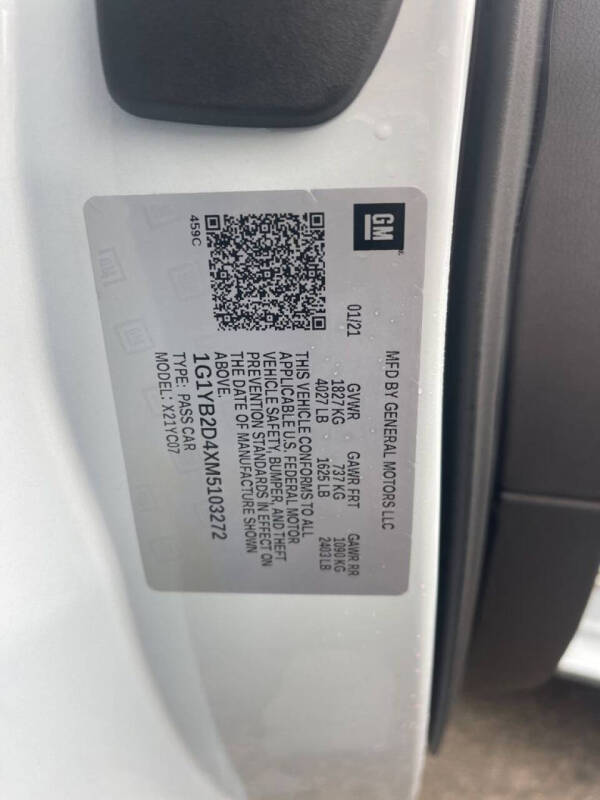 GM
MFD BY GENERAL MOTORS LLC
01/21
GVWR GAWR FRT GAWR RR
1827 KG 737 KG 1090 KG
4027 LB 1625 LB 2403 LB
THIS VEHICLE CONFORMS TO ALL
APPLICABLE U.S. FEDERAL MOTOR
VEHICLE SAFETY, BUMPER, AND THEFT
PREVENTION STANDARDS IN EFFECT ON
THE DATE OF MANUFACTURE SHOWN
ABOVE.
1G1YB2D4XM5103272
TYPE: PASS CAR
MODEL: X21YC07
459C